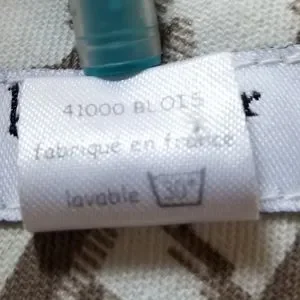 41000 BLOIS
fabriqué en france
lavable 30°